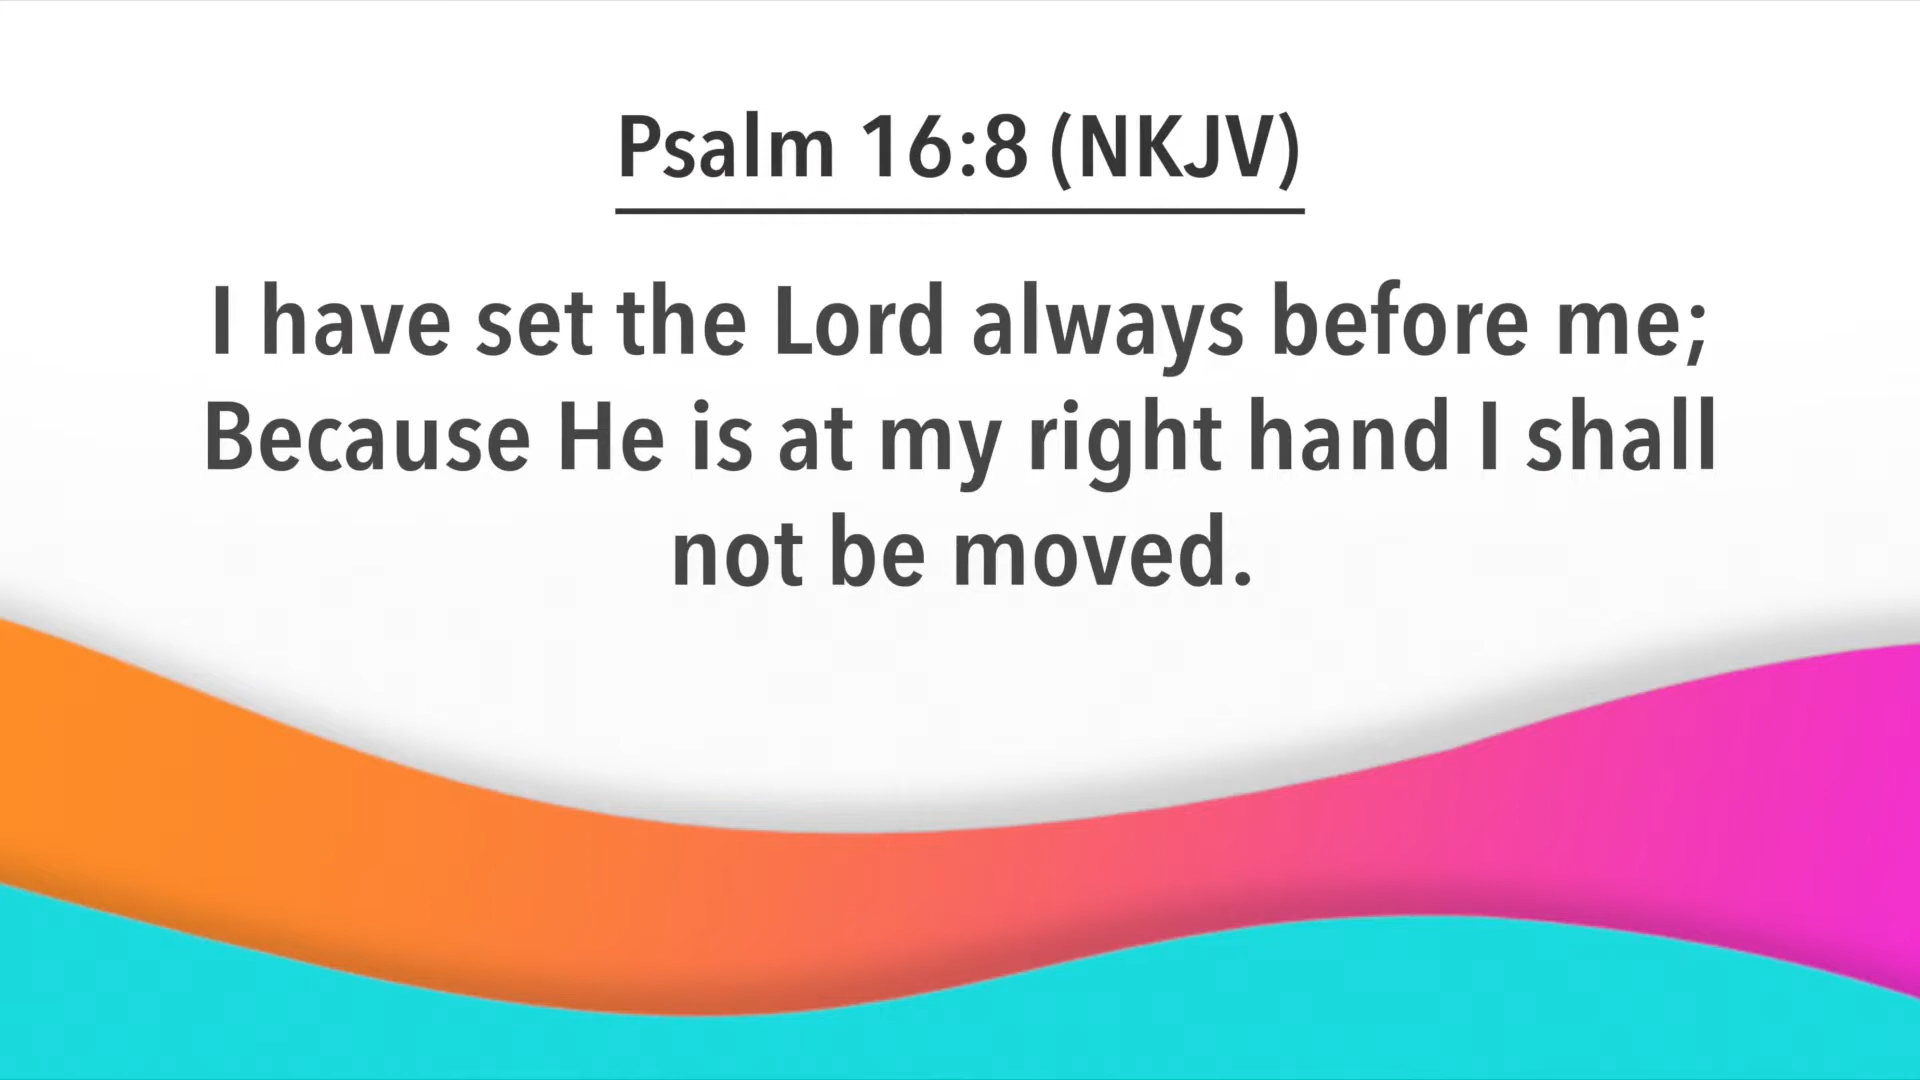 Psalm 16:8 (NKJV)
I have set the Lord always before me;
Because He is at my right hand I shall
not be moved.